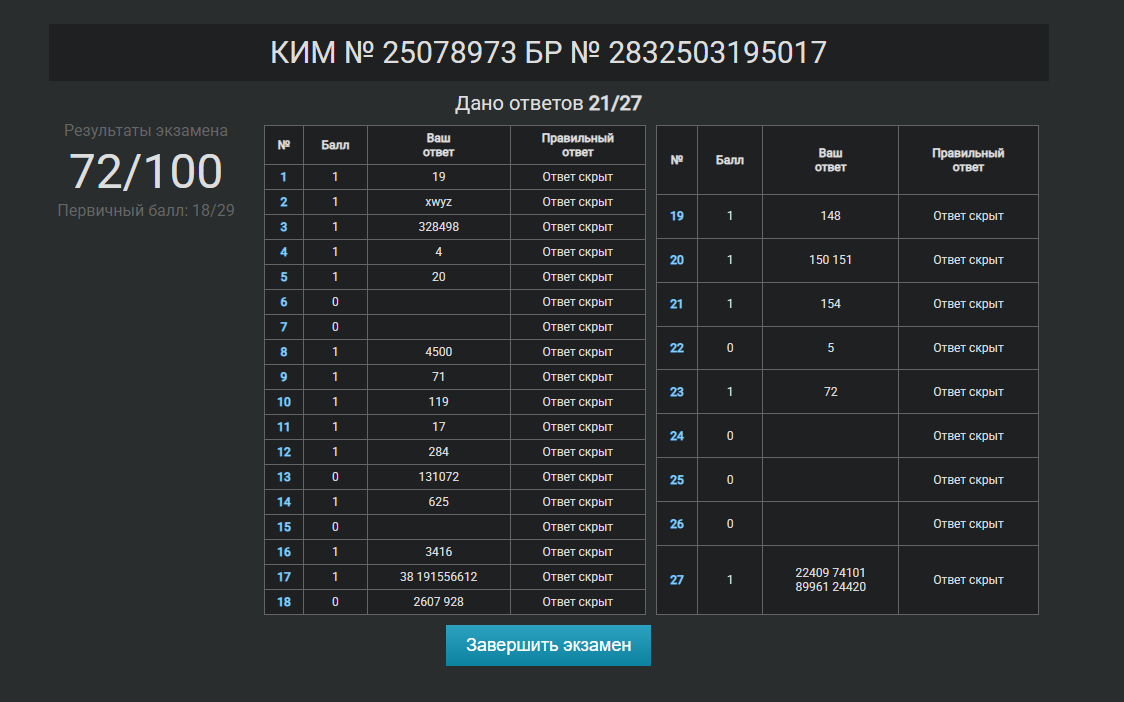 КИМ № 25078973 БР № 2832503195017
Дано ответов 21/27
Результаты экзамена
72/100
Первичный балл: 18/29
№ Балл Ваш ответ Правильный ответ
1 1 19 Ответ скрыт
2 1 xwyz Ответ скрыт
3 1 328498 Ответ скрыт
4 1 4 Ответ скрыт
5 1 20 Ответ скрыт
6 0 Ответ скрыт
7 0 Ответ скрыт
8 1 4500 Ответ скрыт
9 1 71 Ответ скрыт
10 1 119 Ответ скрыт
11 1 17 Ответ скрыт
12 1 284 Ответ скрыт
13 0 131072 Ответ скрыт
14 1 625 Ответ скрыт
15 0 Ответ скрыт
16 1 3416 Ответ скрыт
17 1 38 191556612 Ответ скрыт
18 0 2607 928 Ответ скрыт
№ Балл Ваш ответ Правильный ответ
19 1 148 Ответ скрыт
20 1 150 151 Ответ скрыт
21 1 154 Ответ скрыт
22 0 5 Ответ скрыт
23 1 72 Ответ скрыт
24 0 Ответ скрыт
25 0 Ответ скрыт
26 0 Ответ скрыт
27 1 22409 74101 89961 24420 Ответ скрыт
Завершить экзамен